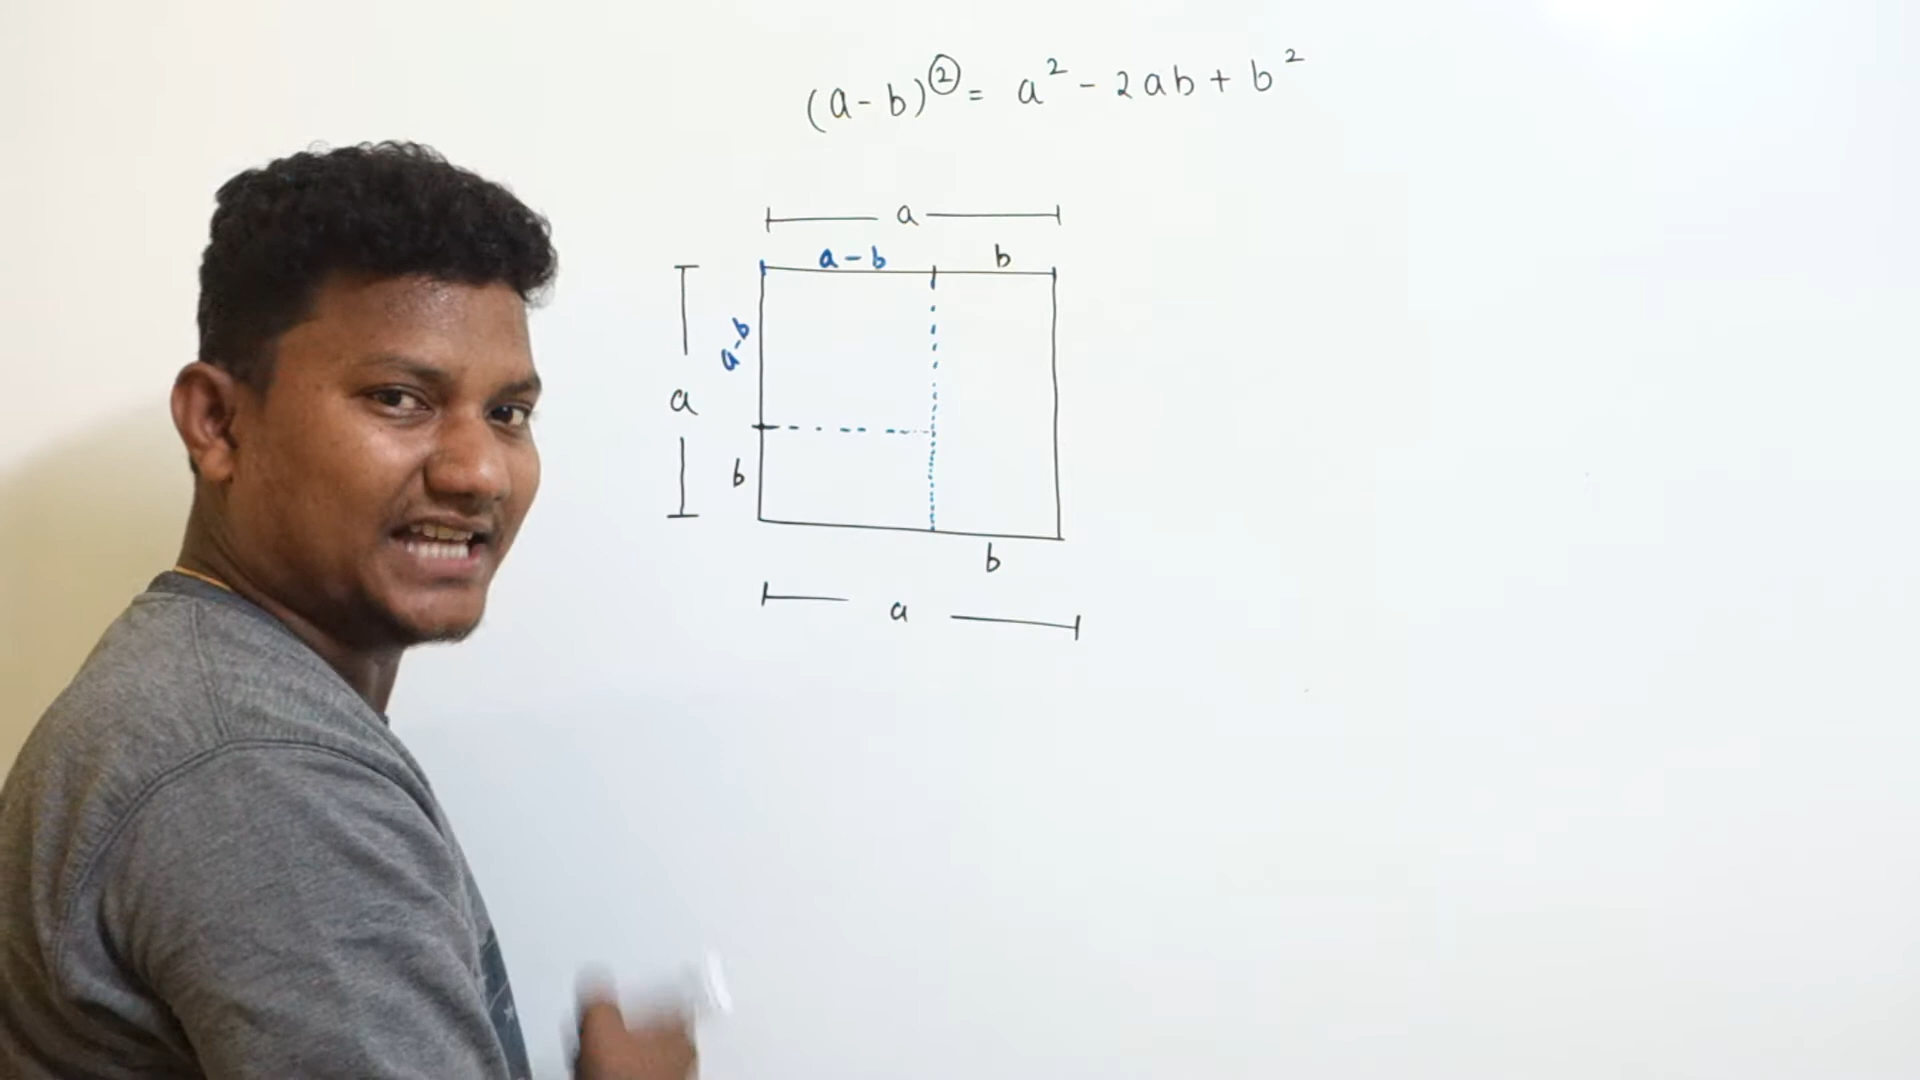 (a-b)² = a² - 2ab + b²
a
a-b b
a-b
a
b
b
a